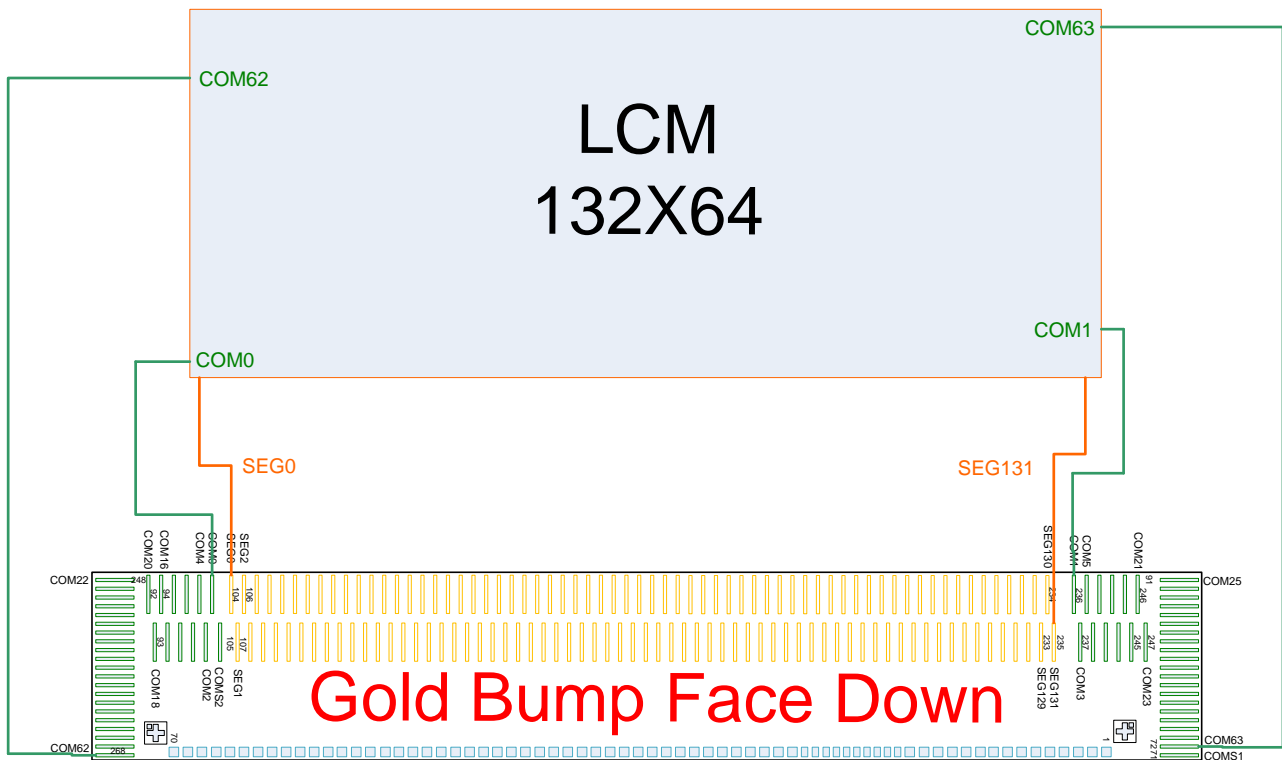 COM63
COM62
LCM
132X64
COM1
COM0
SEG0
SEG131
COM20
COM16
COM4
COM0
SEG0
SEG2
SEG130
COM1
COM5
COM21
COM22
248
92
94
104
106
234
236
246
91
COM25
93
105
107
233
235
237
245
247
COM18
COM2
COMS2
SEG1
SEG129
SEG131
COM3
COM23
Gold Bump Face Down
COM62
268
70
1
72
71
COM63
COMS1